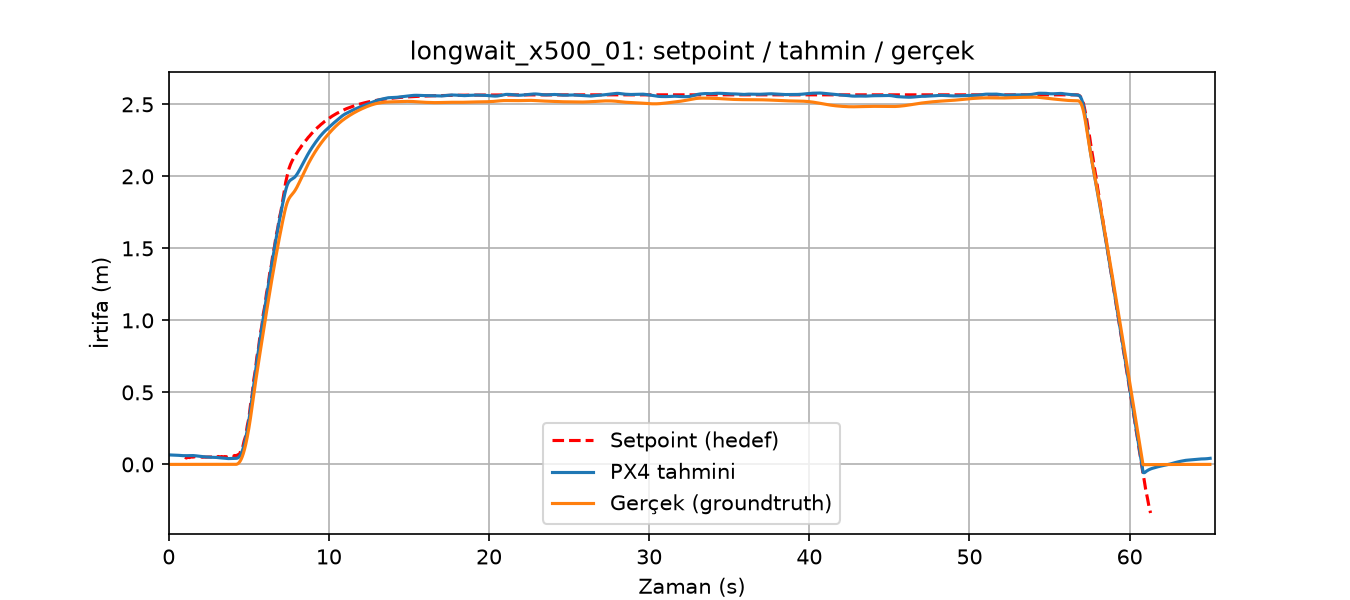 longwait_x500_01: setpoint / tahmin / gerçek
İrtifa (m)
2.5
2.0
1.5
1.0
0.5
0.0
Setpoint (hedef)
PX4 tahmini
Gerçek (groundtruth)
0 10 20 30 40 50 60
Zaman (s)